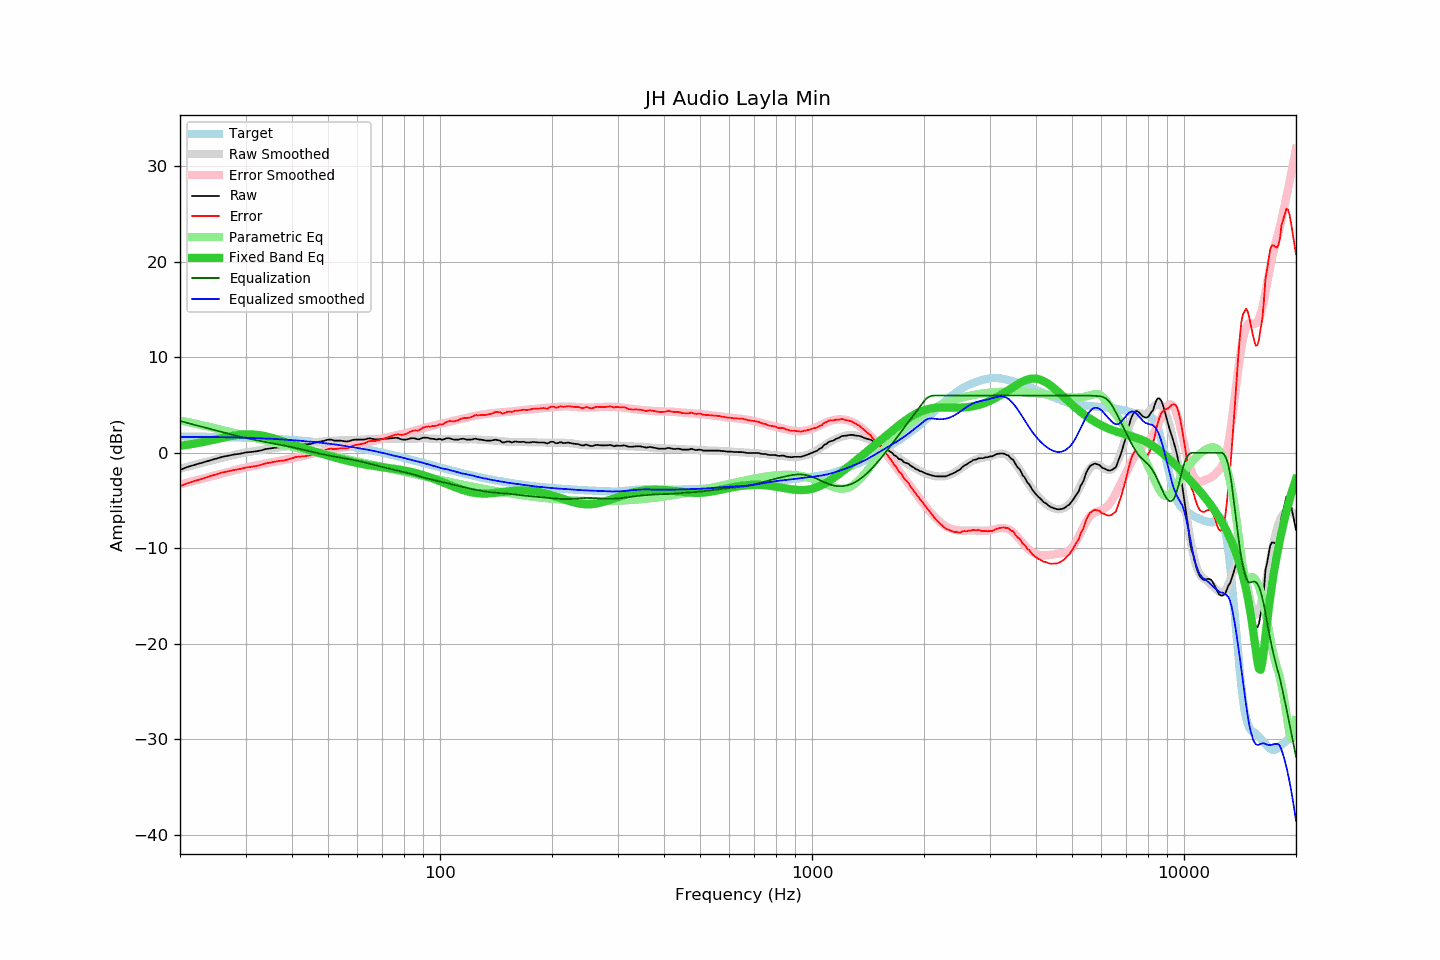 JH Audio Layla Min
Target
Raw Smoothed
Error Smoothed
Raw
Error
Parametric Eq
Fixed Band Eq
Equalization
Equalized smoothed
30
20
10
0
−10
−20
−30
−40
Amplitude (dBr)
100
1000
10000
Frequency (Hz)